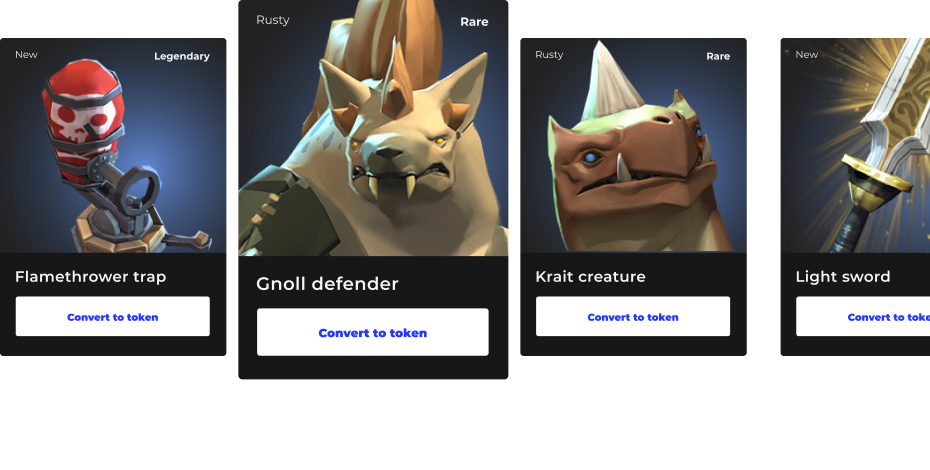 New
Legendary
Flamethrower trap
Convert to token
Rusty
Rare
Gnoll defender
Convert to token
Rusty
Rare
Krait creature
Convert to token
New
Light sword
Convert to toke